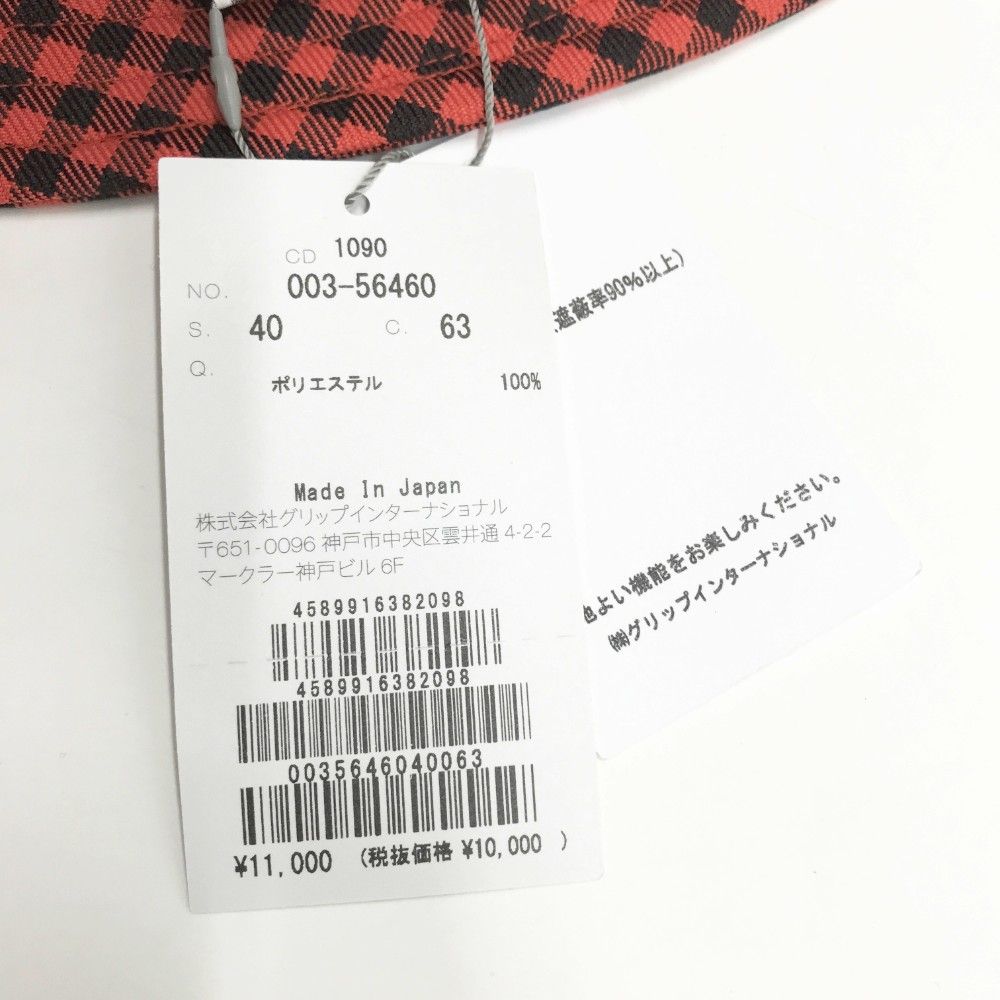 CD 1090
NO. 003-56460
S. 40 C. 63
Q.
ポリエステル 100%
Made In Japan
株式会社グリップインターナショナル
〒651-0096 神戸市中央区雲井通 4-2-2
マークラー神戸ビル 6F
4589916382098
4589916382098
0035646040063
¥11,000 (税抜価格 ¥10,000 )
遮蔽率90%以上)
よい機能をお楽しみください。
㈱グリップインターナショナル